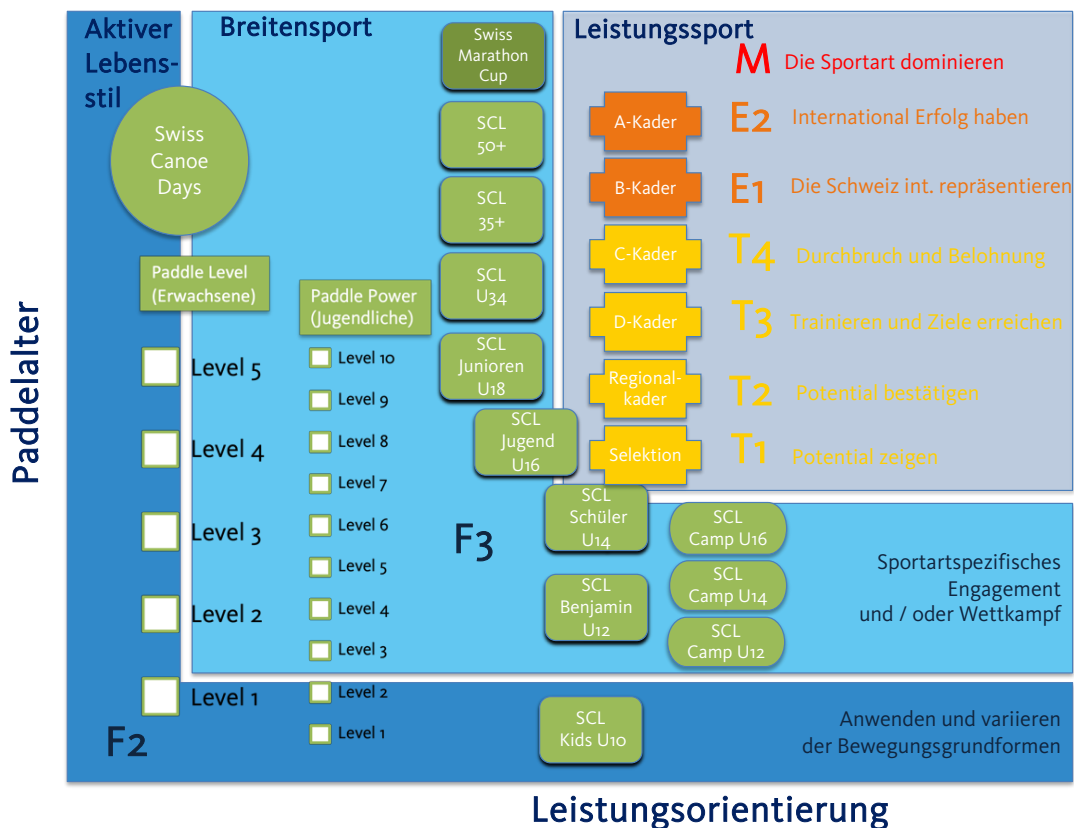 Aktiver
Lebens-
stil
Breitensport
Leistungssport
Swiss
Marathon
Cup
M Die Sportart dominieren
Swiss
Canoe
Days
SCL
50+
A-Kader
E2 International Erfolg haben
SCL
35+
B-Kader
E1 Die Schweiz int. repräsentieren
SCL
U34
C-Kader
T4 Durchbruch und Belohnung
Paddle Level
(Erwachsene)
Paddle Power
(Jugendliche)
D-Kader
T3 Trainieren und Ziele erreichen
SCL
Junioren
U18
Regional-
kader
T2 Potential bestätigen
SCL
Jugend
U16
Selektion
T1 Potential zeigen
Level 5
Level 4
Level 3
Level 2
Level 1
Level 10
Level 9
Level 8
Level 7
Level 6
Level 5
Level 4
Level 3
Level 2
Level 1
F3
SCL
Schüler
U14
SCL
Benjamin
U12
SCL
Camp U16
SCL
Camp U14
SCL
Camp U12
Sportartspezifisches
Engagement
und / oder Wettkampf
F2
SCL
Kids U10
Anwenden und variieren
der Bewegungsgrundformen
Paddelalter
Leistungsorientierung